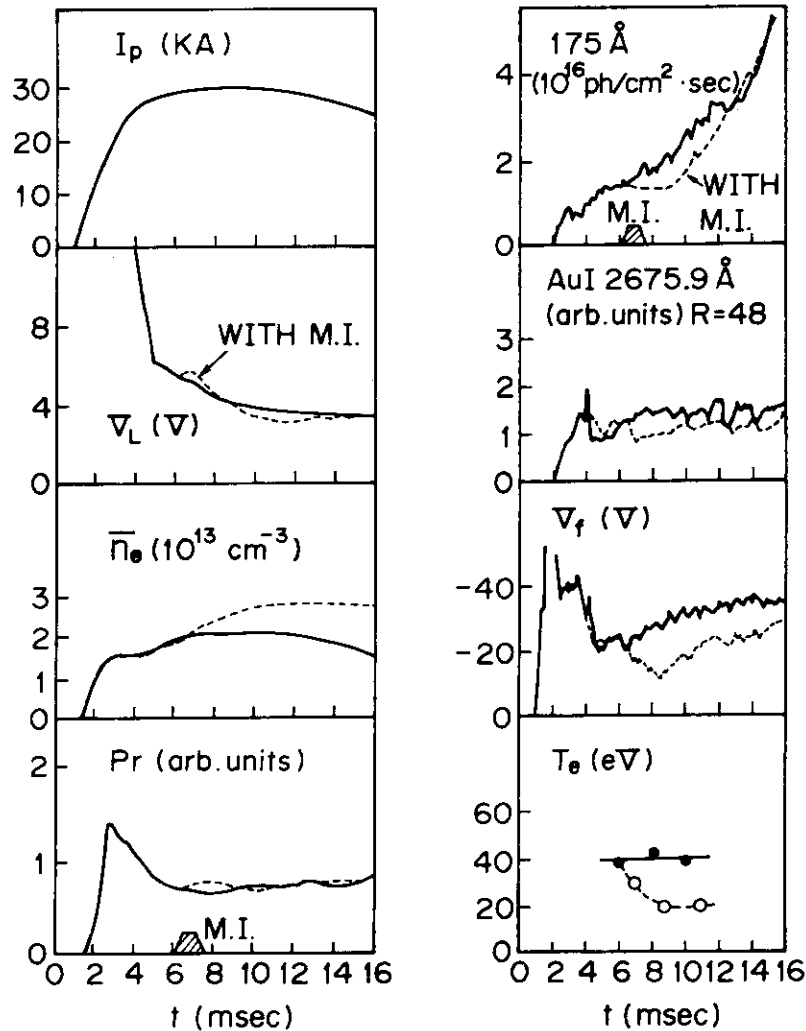 I_p (KA)
30
20
10
0
8
4
0
WITH M.I.
V_L (V)
n̅_e (10^13 cm^-3)
3
2
1
0
Pr (arb.units)
2
1
0
M.I.
0 2 4 6 8 10 12 14 16
t (msec)
175 Å
(10^16 ph/cm^2·sec)
4
2
0
WITH
M.I.
M.I.
AuI 2675.9 Å
(arb.units) R=48
3
2
1
0
V_f (V)
-40
-20
0
T_e (eV)
60
40
20
0
0 2 4 6 8 10 12 14 16
t (msec)